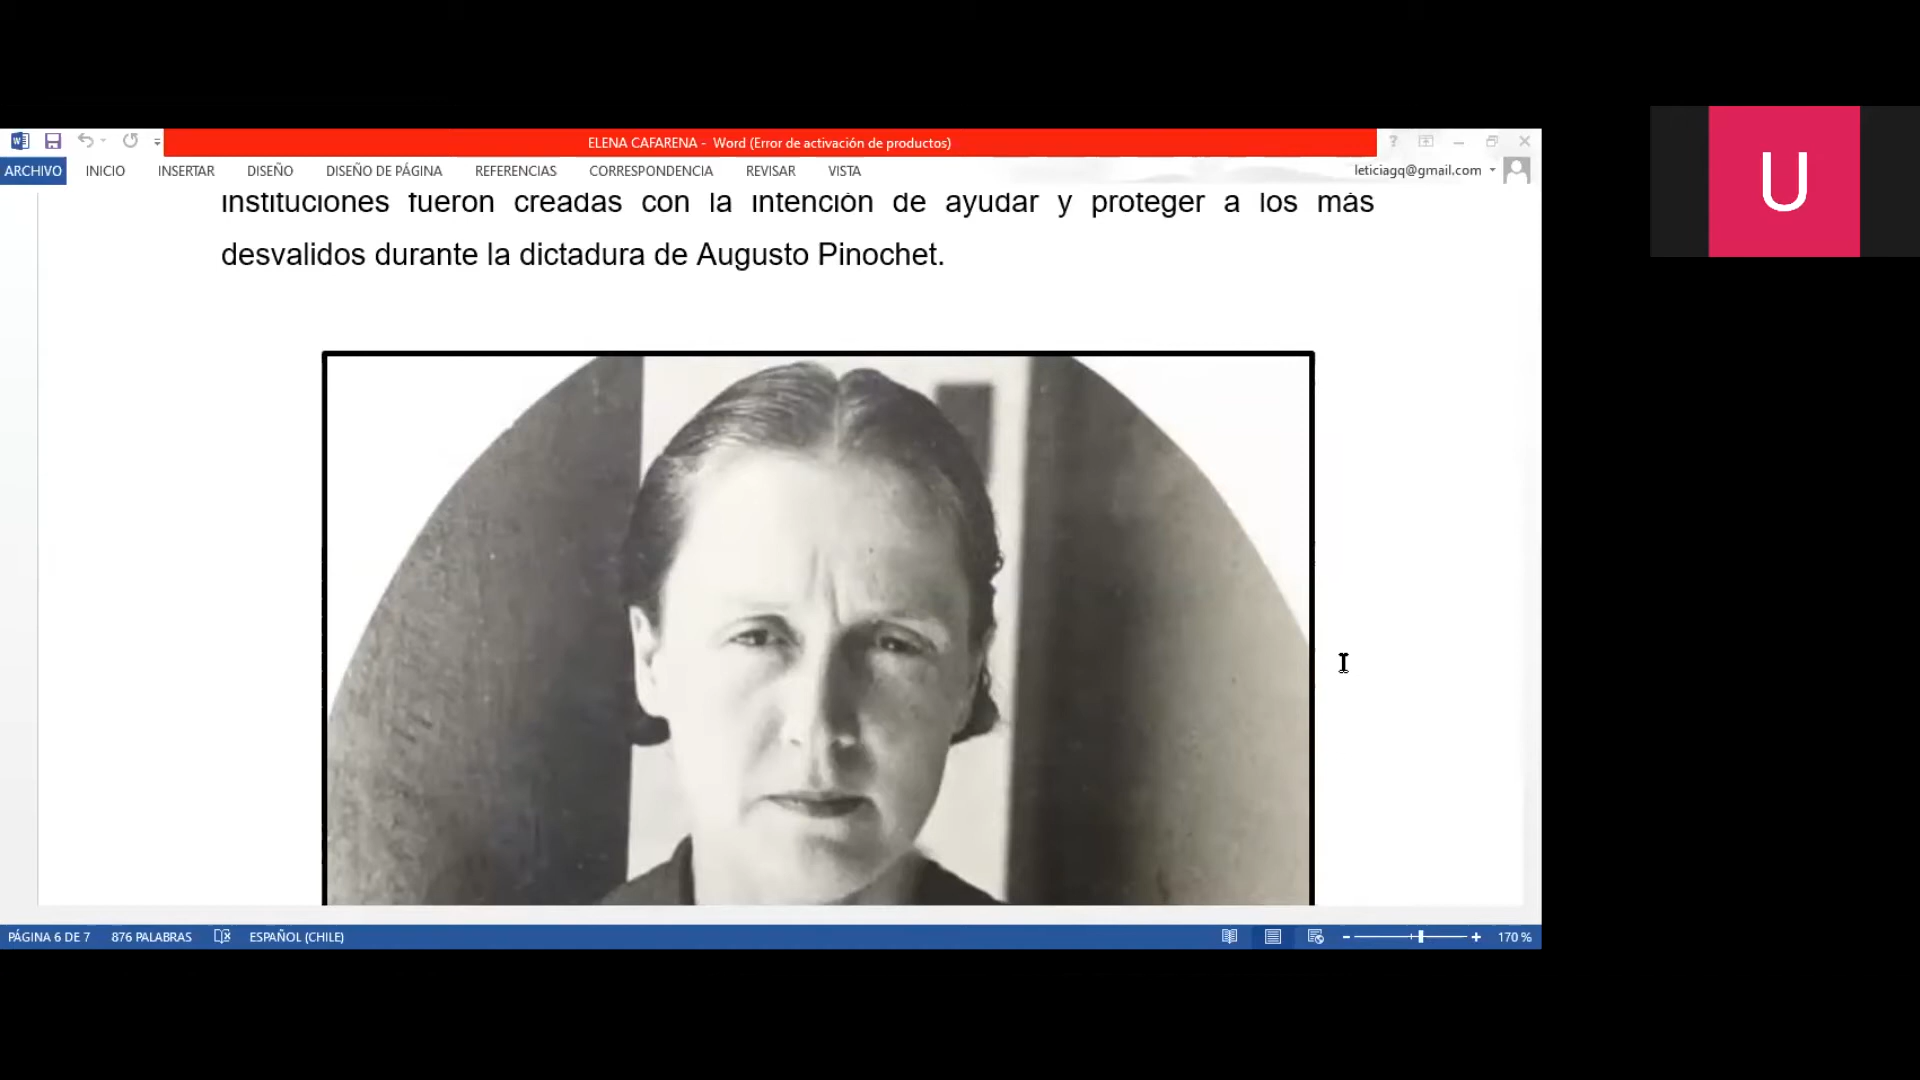 ELENA CAFARENA - Word (Error de activación de productos)
?
ARCHIVO INICIO INSERTAR DISEÑO DISEÑO DE PÁGINA REFERENCIAS CORRESPONDENCIA REVISAR VISTA leticiagq@gmail.com
U
instituciones fueron creadas con la intención de ayudar y proteger a los más
desvalidos durante la dictadura de Augusto Pinochet.
PÁGINA 6 DE 7 876 PALABRAS ESPAÑOL (CHILE) 170 %